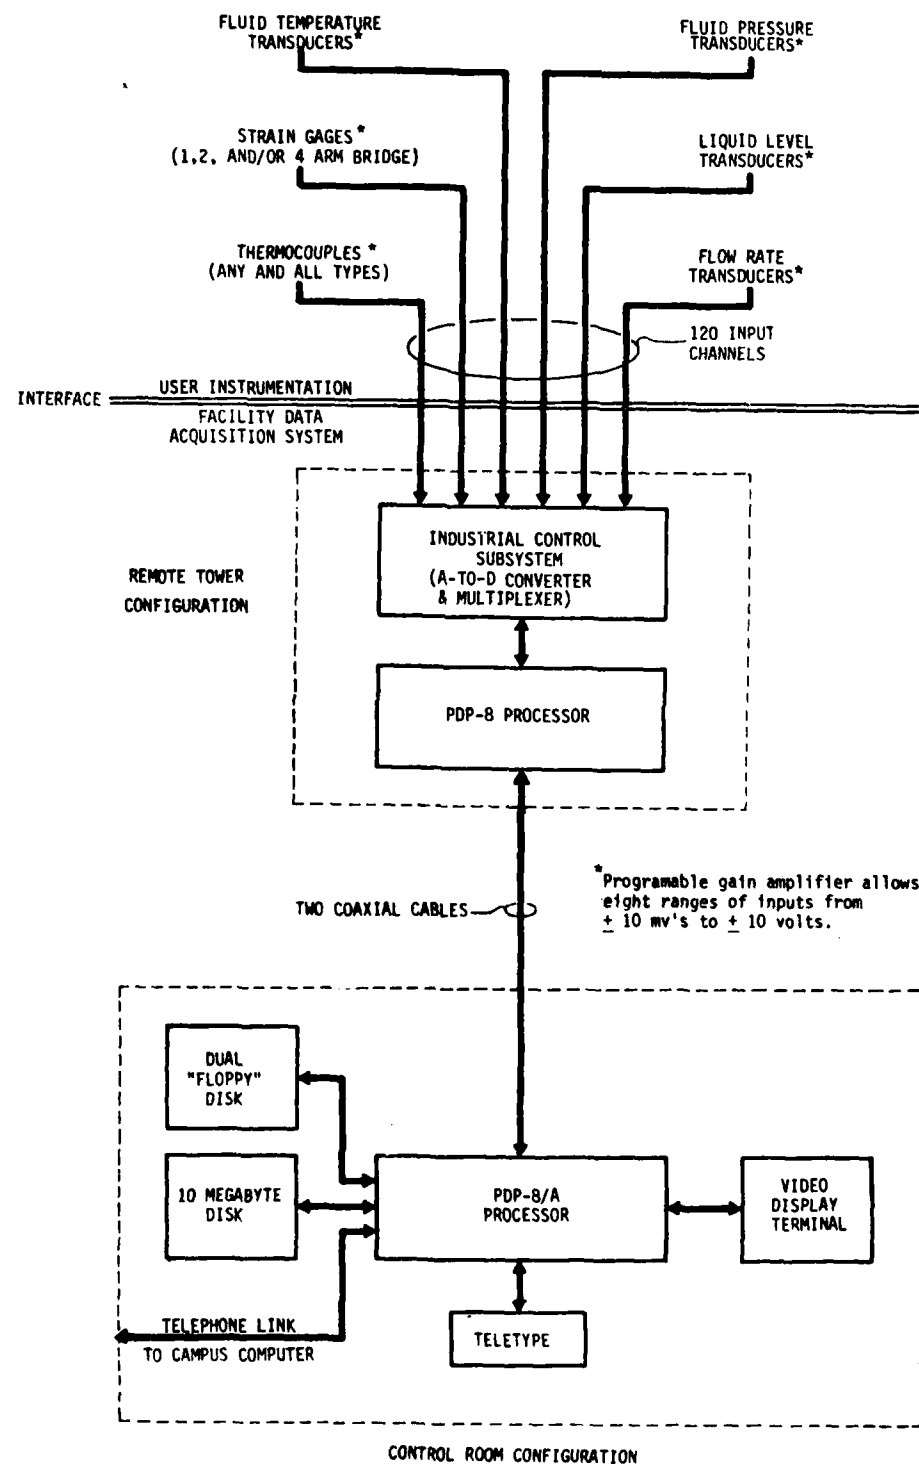 FLUID TEMPERATURE
TRANSDUCERS*
FLUID PRESSURE
TRANSDUCERS*
STRAIN GAGES*
(1,2, AND/OR 4 ARM BRIDGE)
LIQUID LEVEL
TRANSDUCERS*
THERMOCOUPLES *
(ANY AND ALL TYPES)
FLOW RATE
TRANSDUCERS*
120 INPUT
CHANNELS
INTERFACE
USER INSTRUMENTATION
FACILITY DATA
ACQUISITION SYSTEM
REMOTE TOWER
CONFIGURATION
INDUSTRIAL CONTROL
SUBSYSTEM
(A-TO-D CONVERTER
& MULTIPLEXER)
PDP-8 PROCESSOR
TWO COAXIAL CABLES
*Programable gain amplifier allows
eight ranges of inputs from
± 10 mv's to ± 10 volts.
DUAL
"FLOPPY"
DISK
10 MEGABYTE
DISK
PDP-8/A
PROCESSOR
VIDEO
DISPLAY
TERMINAL
TELEPHONE LINK
TO CAMPUS COMPUTER
TELETYPE
CONTROL ROOM CONFIGURATION